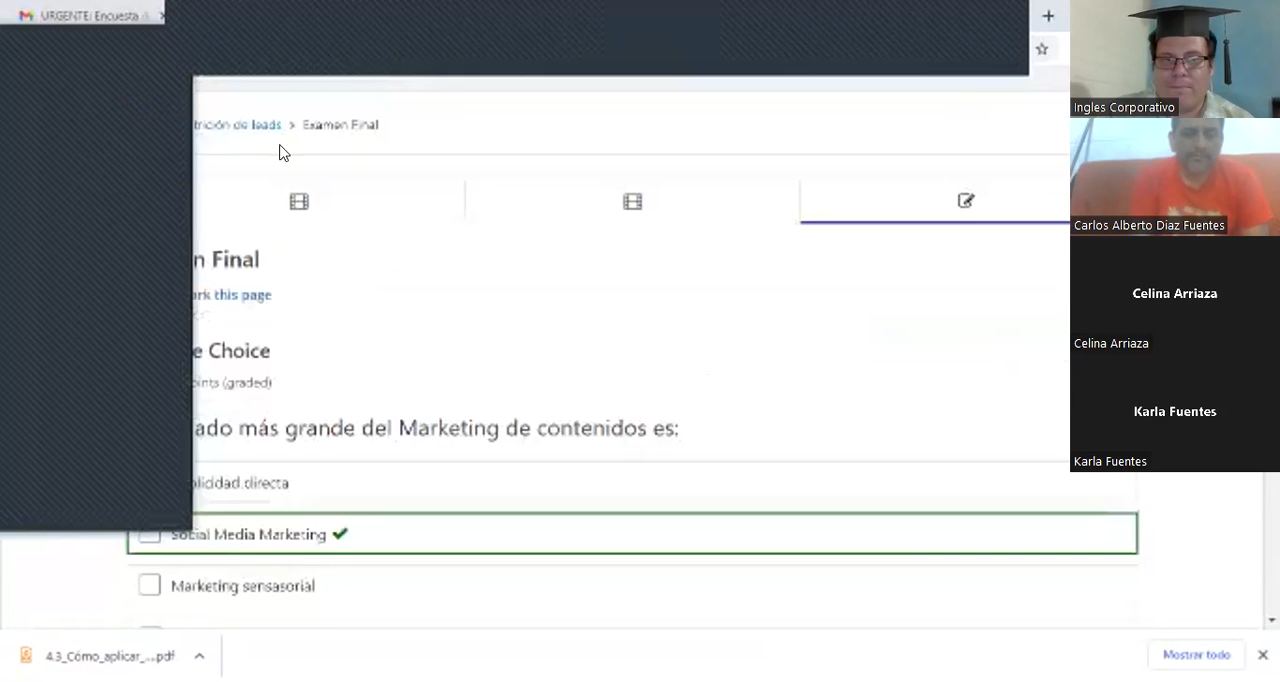 URGENTE: Encuesta
Ingles Corporativo
trición de leads > Examen Final
Carlos Alberto Diaz Fuentes
n Final
ark this page
Celina Arriaza
Celina Arriaza
e Choice
oints (graded)
Karla Fuentes
ado más grande del Marketing de contenidos es:
Karla Fuentes
licidad directa
Social Media Marketing
Marketing sensasorial
4.3_Cómo_aplicar_....pdf
Mostrar todo